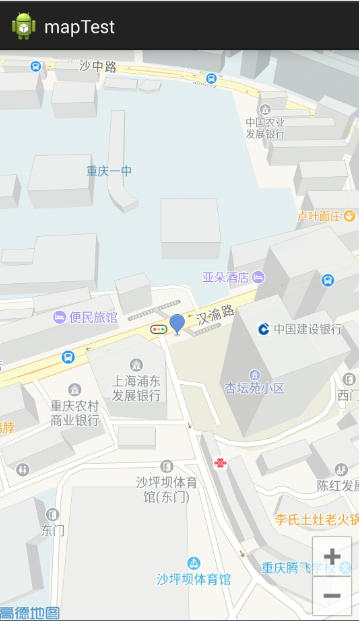 mapTest
沙中路
中国农业
发展银行
重庆一中
卢叶面庄
亚朵酒店
汉渝路
便民旅馆
中国建设银行
上海浦东
发展银行
杏坛苑小区
西门
重庆农村
商业银行
沙坪坝体育
馆(东门)
陈红发展
东门
李氏土灶老火锅
沙坪坝体育馆
重庆腾飞学校
高德地图